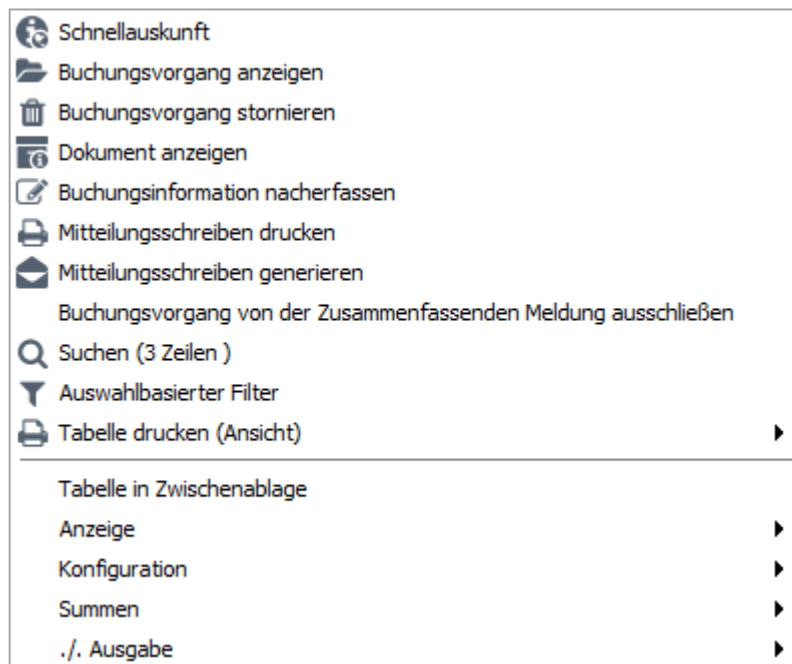 Schnellauskunft
Buchungsvorgang anzeigen
Buchungsvorgang stornieren
Dokument anzeigen
Buchungsinformation nacherfassen
Mitteilungsschreiben drucken
Mitteilungsschreiben generieren
Buchungsvorgang von der Zusammenfassenden Meldung ausschließen
Suchen (3 Zeilen )
Auswahlbasierter Filter
Tabelle drucken (Ansicht)
Tabelle in Zwischenablage
Anzeige
Konfiguration
Summen
./. Ausgabe